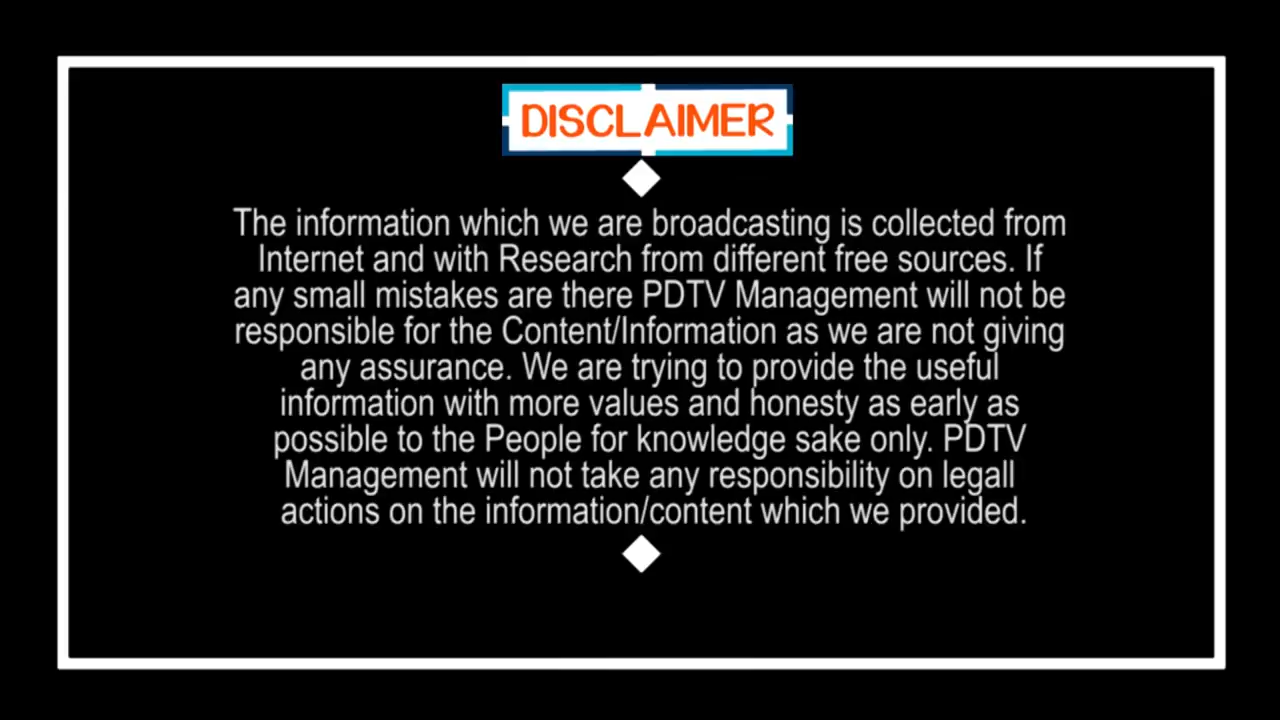 DISCLAIMER
The information which we are broadcasting is collected from
Internet and with Research from different free sources. If
any small mistakes are there PDTV Management will not be
responsible for the Content/Information as we are not giving
any assurance. We are trying to provide the useful
information with more values and honesty as early as
possible to the People for knowledge sake only. PDTV
Management will not take any responsibility on legall
actions on the information/content which we provided.